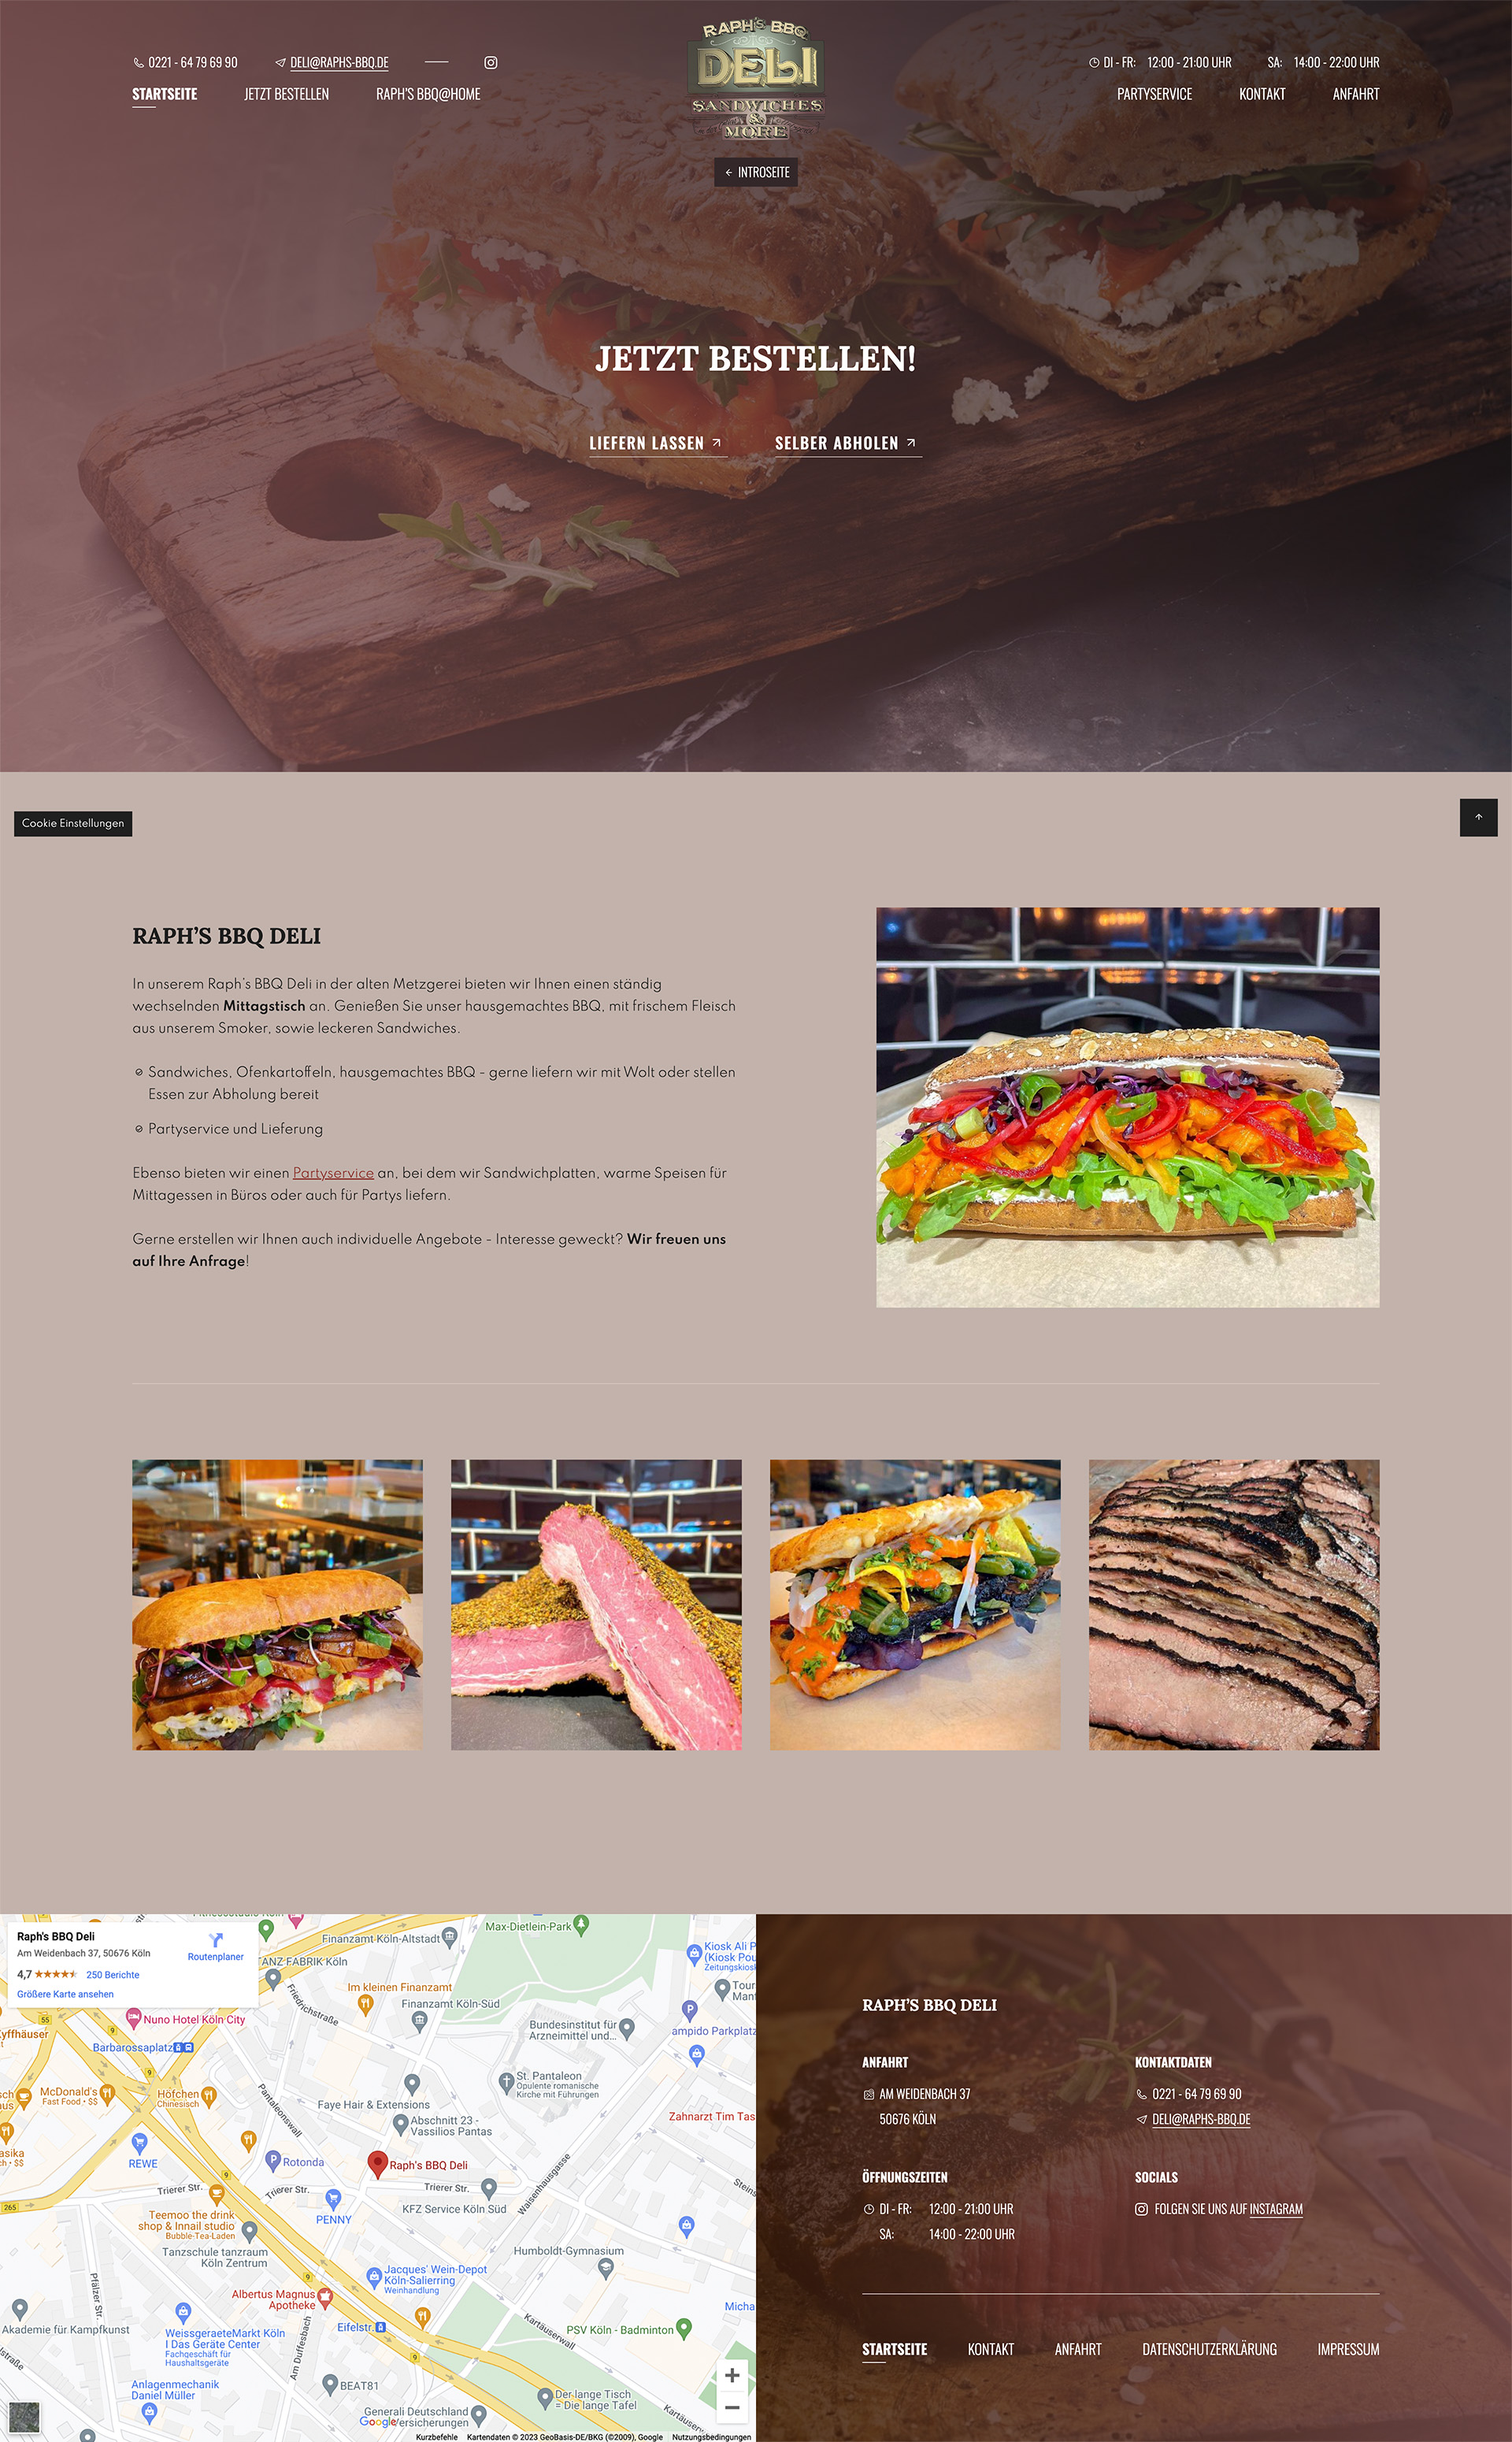 0221 - 64 79 69 90
DELI@RAPHS-BBQ.DE
RAPH'S BBQ
DELI
SANDWICHES
&
MORE
DI - FR: 12:00 - 21:00 UHR SA: 14:00 - 22:00 UHR
STARTSEITE JETZT BESTELLEN RAPH'S BBQ@HOME
PARTYSERVICE KONTAKT ANFAHRT
INTROSEITE
JETZT BESTELLEN!
LIEFERN LASSEN SELBER ABHOLEN
Cookie Einstellungen
RAPH'S BBQ DELI
In unserem Raph's BBQ Deli in der alten Metzgerei bieten wir Ihnen einen ständig
wechselnden Mittagstisch an. Genießen Sie unser hausgemachtes BBQ, mit frischem Fleisch
aus unserem Smoker, sowie leckeren Sandwiches.
Sandwiches, Ofenkartoffeln, hausgemachtes BBQ - gerne liefern wir mit Wolt oder stellen
Essen zur Abholung bereit
Partyservice und Lieferung
Ebenso bieten wir einen Partyservice an, bei dem wir Sandwichplatten, warme Speisen für
Mittagessen in Büros oder auch für Partys liefern.
Gerne erstellen wir Ihnen auch individuelle Angebote - Interesse geweckt? Wir freuen uns
auf Ihre Anfrage!
Raph's BBQ Deli
Am Weidenbach 37, 50676 Köln
4,7 250 Berichte
Größere Karte ansehen
Routenplaner
Max-Dietlein-Park
Finanzamt Köln-Altstadt
TANZ FABRIK Köln
Kiosk Ali P
(Kiosk Pou
Zeitungskiosk
Im kleinen Finanzamt
Friedrichstraße
Finanzamt Köln-Süd
Tour
Mant
Nuno Hotel Köln City
Bundesinstitut für
Arzneimittel und...
ampido Parkplatz
yffhäuser
55
9
Barbarossaplatz
9
St. Pantaleon
Opulente romanische
Kirche mit Führungen
McDonald's
Fast Food • $$
Höfchen
Chinesisch
Pantaleonswall
Faye Hair & Extensions
Abschnitt 23 -
Vassilios Pantas
Zahnarzt Tim Tas
asika
ch • $$
REWE
Rotonda
Raph's BBQ Deli
9
Trierer Str.
Trierer Str.
Trierer Str.
Waisenhausgasse
Steins
265
KFZ Service Köln Süd
PENNY
Teemoo the drink
shop & Innail studio
Bubble-Tea-Laden
Tanzschule tanzraum
Köln Zentrum
Humboldt-Gymnasium
Jacques' Wein-Depot
Köln-Salierring
Weinhandlung
9
Pfälzer Str.
Albertus Magnus
Apotheke
Micha
Akademie für Kampfkunst
Eifelstr.
Kartäuserwall
PSV Köln - Badminton
WeissgeraeteMarkt Köln
I Das Geräte Center
Fachgeschäft für
Haushaltsgeräte
Am Duffesbach
9
Anlagenmechanik
Daniel Müller
BEAT81
Der lange Tisch
= Die lange Tafel
Generali Deutschland
Versicherungen
Google
Kurzbefehle Kartendaten © 2023 GeoBasis-DE/BKG (©2009), Google Nutzungsbedingungen
RAPH'S BBQ DELI
ANFAHRT
AM WEIDENBACH 37
50676 KÖLN
KONTAKTDATEN
0221 - 64 79 69 90
DELI@RAPHS-BBQ.DE
ÖFFNUNGSZEITEN
DI - FR: 12:00 - 21:00 UHR
SA: 14:00 - 22:00 UHR
SOCIALS
FOLGEN SIE UNS AUF INSTAGRAM
STARTSEITE KONTAKT ANFAHRT DATENSCHUTZERKLÄRUNG IMPRESSUM